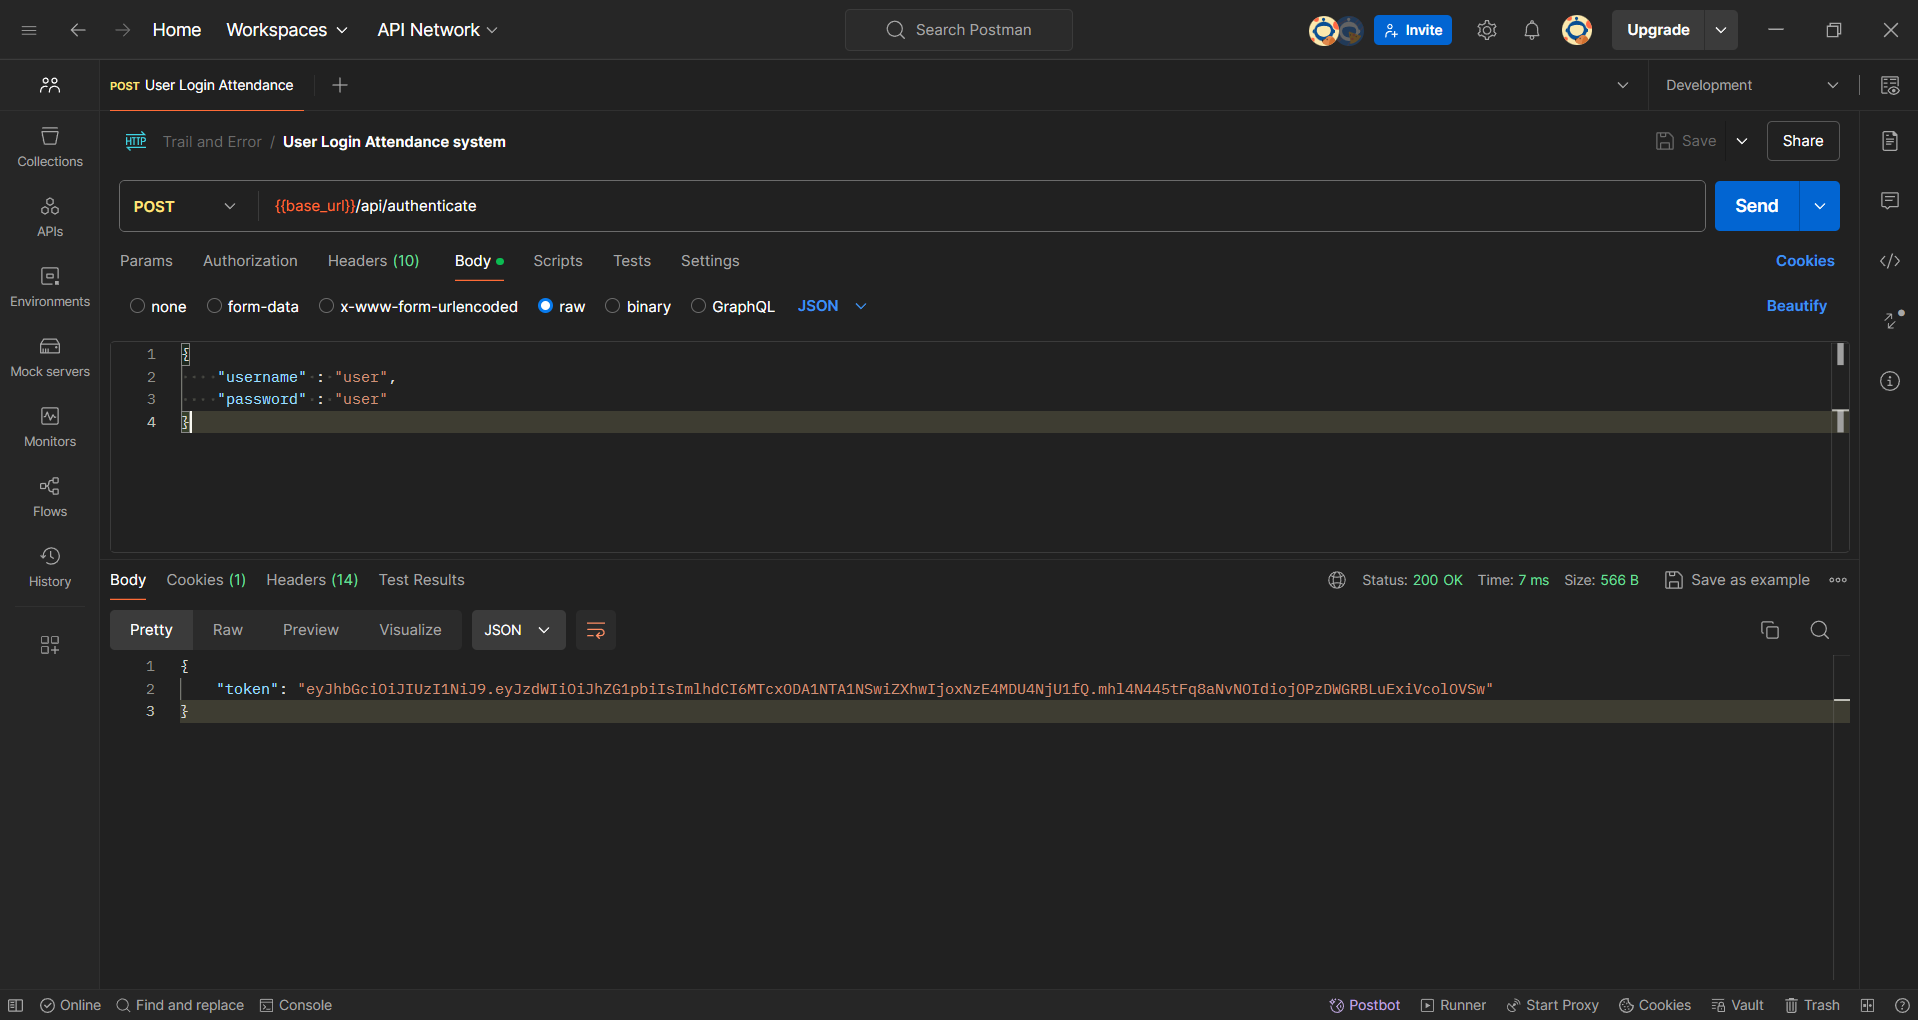 Home Workspaces API Network Search Postman Invite Upgrade
POST User Login Attendance Development
HTTP Trail and Error / User Login Attendance system Save Share
POST {{base_url}}/api/authenticate Send
Params Authorization Headers (10) Body Scripts Tests Settings Cookies
none form-data x-www-form-urlencoded raw binary GraphQL JSON Beautify
1 {
2 "username" : "user",
3 "password" : "user"
4 }
Collections
APIs
Environments
Mock servers
Monitors
Flows
History
Body Cookies (1) Headers (14) Test Results Status: 200 OK Time: 7 ms Size: 566 B Save as example
Pretty Raw Preview Visualize JSON
1 {
2 "token": "eyJhbGciOiJIUzI1NiJ9.eyJzdWIiOiJhZG1pbiIsImlhdCI6MTcxODA1NTA1NSwiZXhwIjoxNzE4MDU4NjU1fQ.mhl4N445tFq8aNvNOIdiojOPzDWGRBLuExiVcolOVSw"
3 }
Online Find and replace Console Postbot Runner Start Proxy Cookies Vault Trash